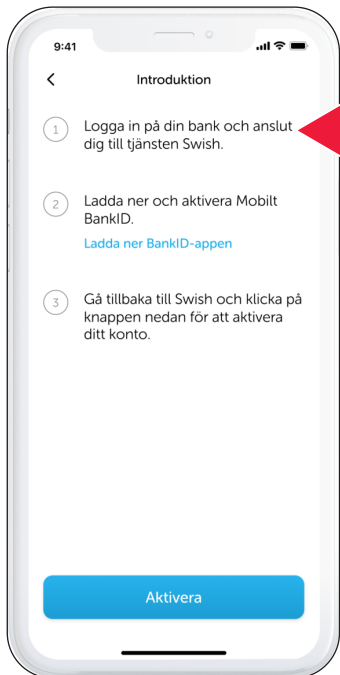 9:41
Introduktion
1 Logga in på din bank och anslut
dig till tjänsten Swish.
2 Ladda ner och aktivera Mobilt
BankID.
Ladda ner BankID-appen
3 Gå tillbaka till Swish och klicka på
knappen nedan för att aktivera
ditt konto.
Aktivera